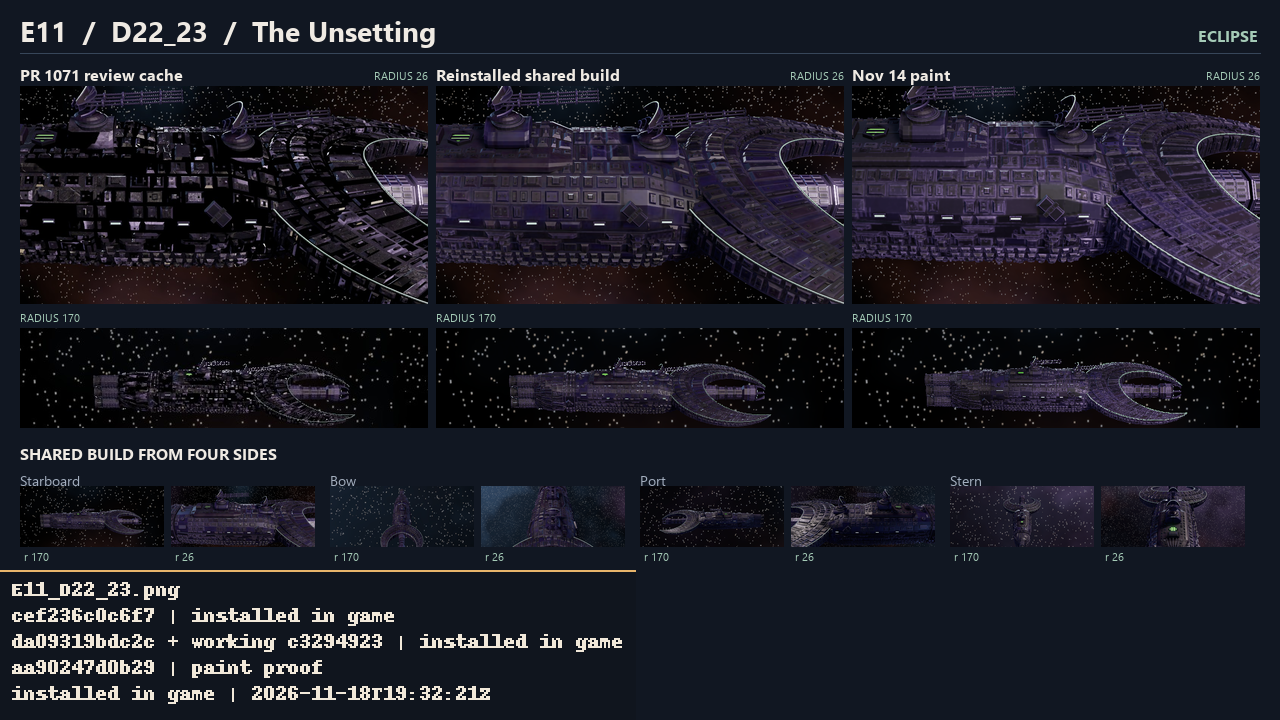 E11 / D22_23 / The Unsetting
ECLIPSE
PR 1071 review cache
RADIUS 26
Reinstalled shared build
RADIUS 26
Nov 14 paint
RADIUS 26
RADIUS 170
RADIUS 170
RADIUS 170
SHARED BUILD FROM FOUR SIDES
Starboard
Bow
Port
Stern
r 170
r 26
r 170
r 26
r 170
r 26
r 170
r 26
E11_D22_23.png
cef236c0c6f7 | installed in game
da09319bdc2c + working c3294923 | installed in game
aa90247d0b29 | paint proof
installed in game | 2026-11-18T19:32:21Z